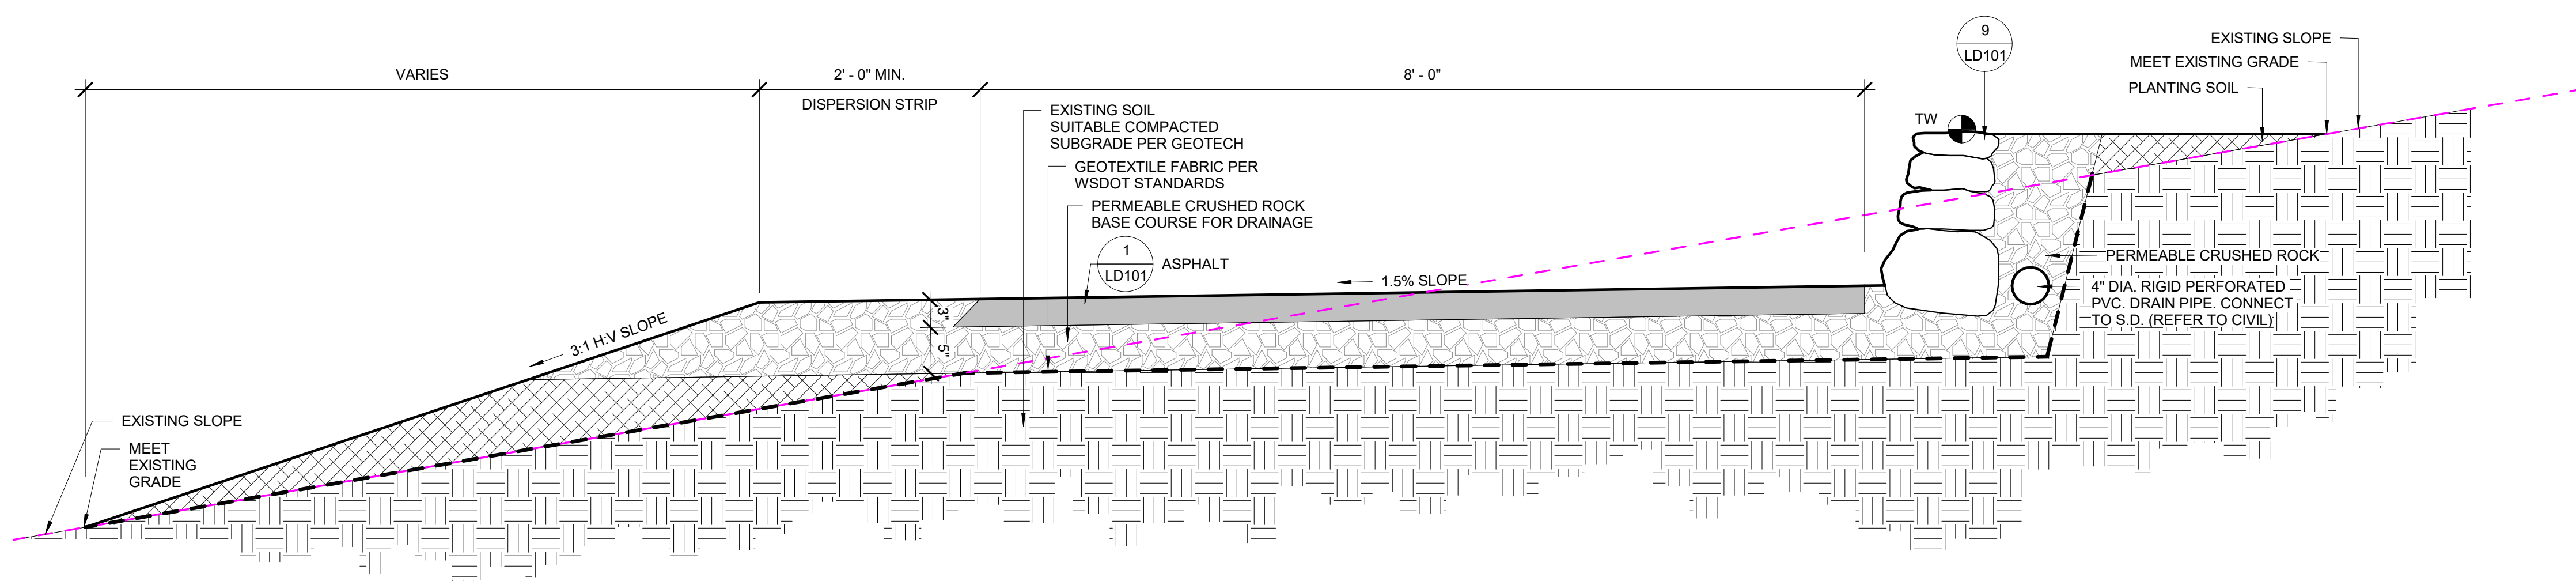 VARIES
2' - 0" MIN.
DISPERSION STRIP
8' - 0"
9
LD101
EXISTING SLOPE
MEET EXISTING GRADE
PLANTING SOIL
TW
EXISTING SOIL
SUITABLE COMPACTED
SUBGRADE PER GEOTECH
GEOTEXTILE FABRIC PER
WSDOT STANDARDS
PERMEABLE CRUSHED ROCK
BASE COURSE FOR DRAINAGE
1
LD101
ASPHALT
1.5% SLOPE
3"
5"
3:1 H:V SLOPE
PERMEABLE CRUSHED ROCK
4" DIA. RIGID PERFORATED
PVC. DRAIN PIPE. CONNECT
TO S.D. (REFER TO CIVIL)
EXISTING SLOPE
MEET
EXISTING
GRADE